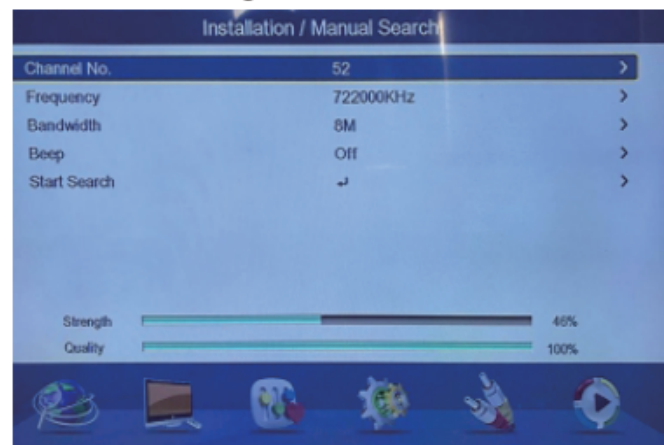 Installation / Manual Search
Channel No. 52 >
Frequency 722000KHz >
Bandwidth 8M >
Beep Off >
Start Search ↵ >
Strength 46%
Quality 100%